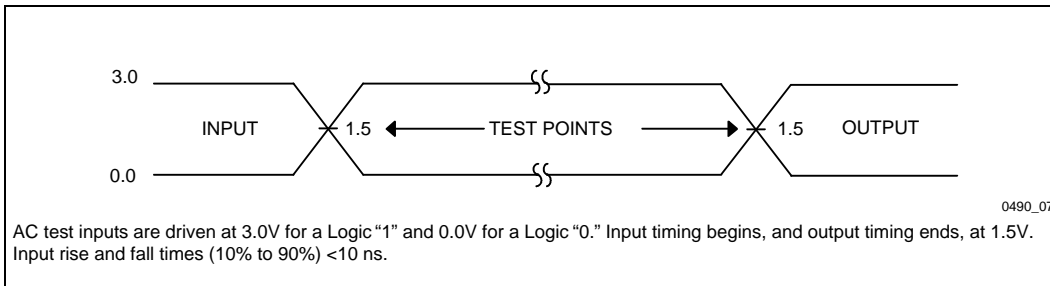 3.0
INPUT 1.5 TEST POINTS 1.5 OUTPUT
0.0
0490_07
AC test inputs are driven at 3.0V for a Logic “1” and 0.0V for a Logic “0.” Input timing begins, and output timing ends, at 1.5V.
Input rise and fall times (10% to 90%) <10 ns.